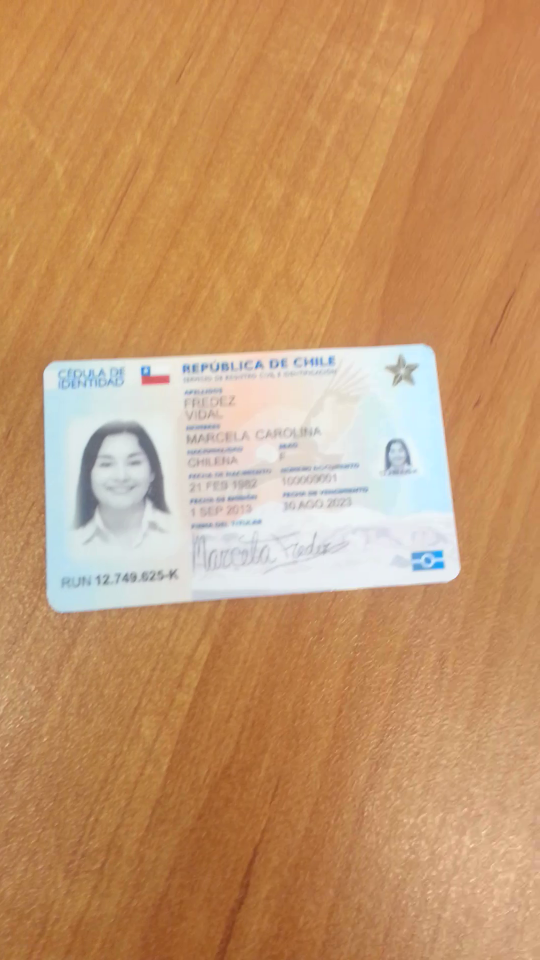 CÉDULA DE
IDENTIDAD
REPÚBLICA DE CHILE
SERVICIO DE REGISTRO CIVIL E IDENTIFICACIÓN
APELLIDOS
FREDEZ
VIDAL
NOMBRES
MARCELA CAROLINA
NACIONALIDAD SEXO
CHILENA F
FECHA DE NACIMIENTO NÚMERO DOCUMENTO
21 FEB 1982 100009001
FECHA DE EMISIÓN FECHA DE VENCIMIENTO
1 SEP 2013 30 AGO 2023
FIRMA DEL TITULAR
Marcela Fredez
RUN 12.749.625-K